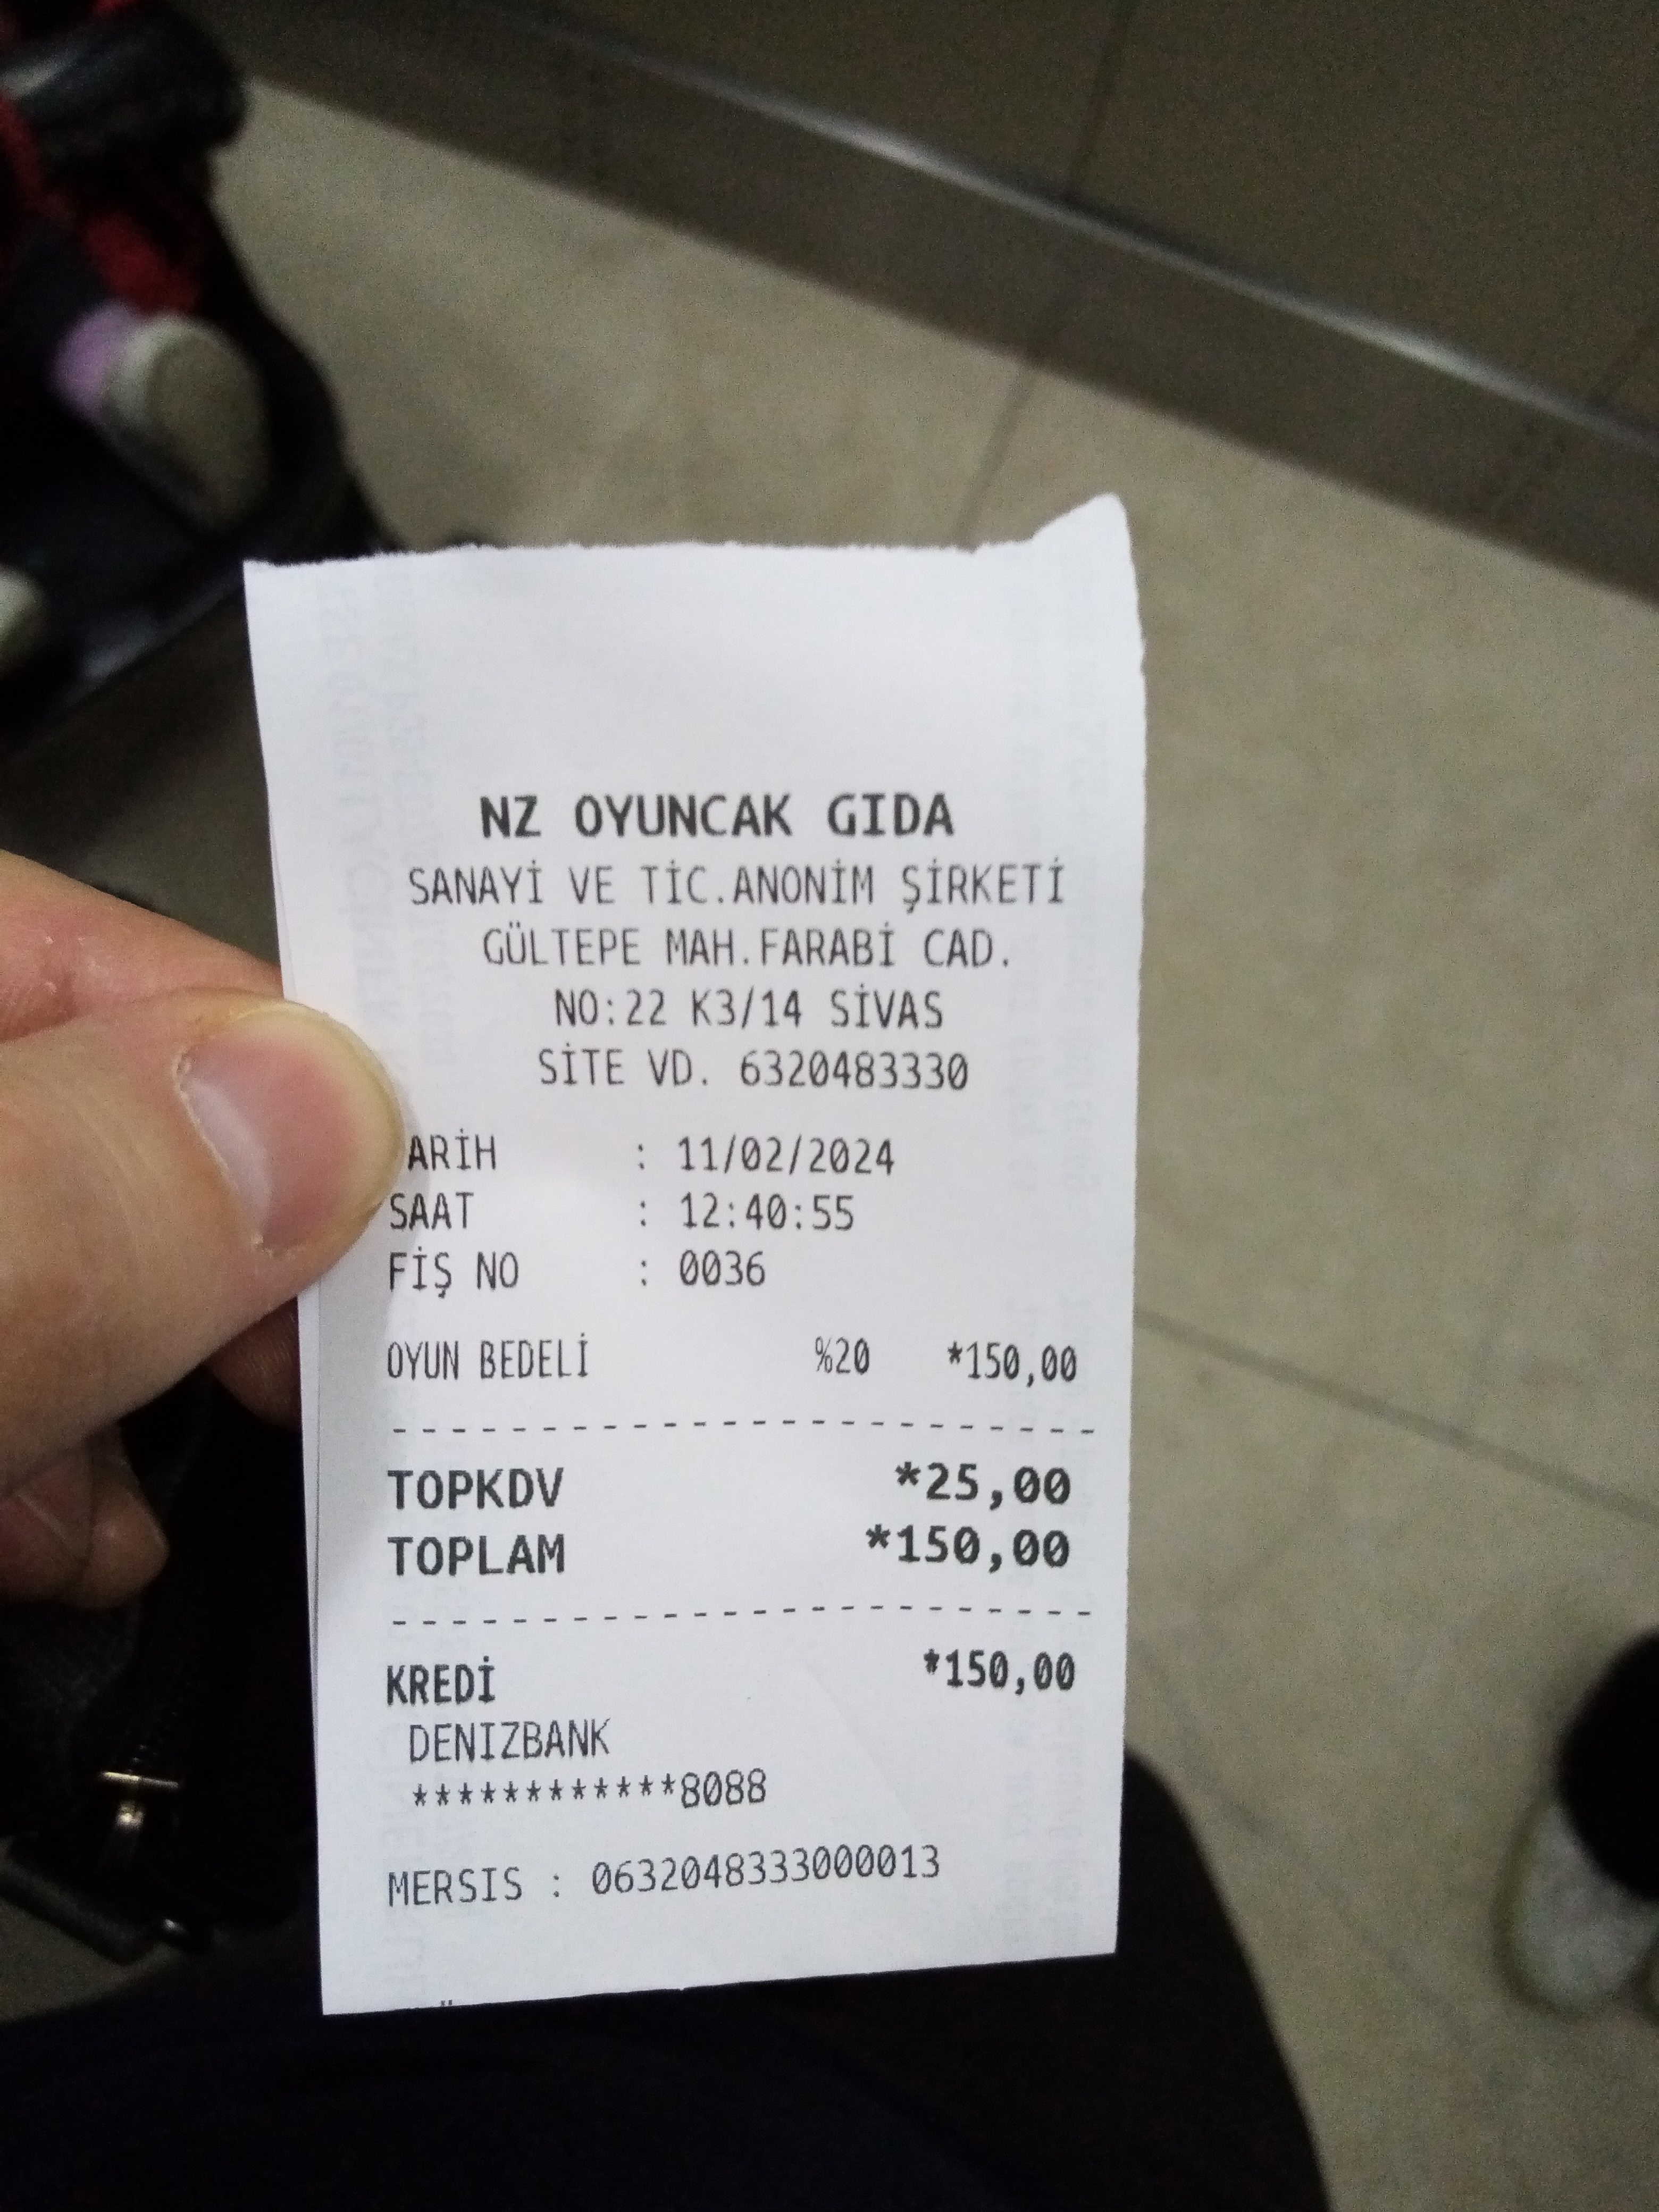 NZ OYUNCAK GIDA
SANAYİ VE TİC.ANONİM ŞİRKETİ
GÜLTEPE MAH.FARABİ CAD.
NO:22 K3/14 SİVAS
SİTE VD. 6320483330
ARİH : 11/02/2024
SAAT : 12:40:55
FİŞ NO : 0036
OYUN BEDELİ %20 *150,00
TOPKDV *25,00
TOPLAM *150,00
KREDİ *150,00
DENIZBANK
************8088
MERSIS : 0632048333000013